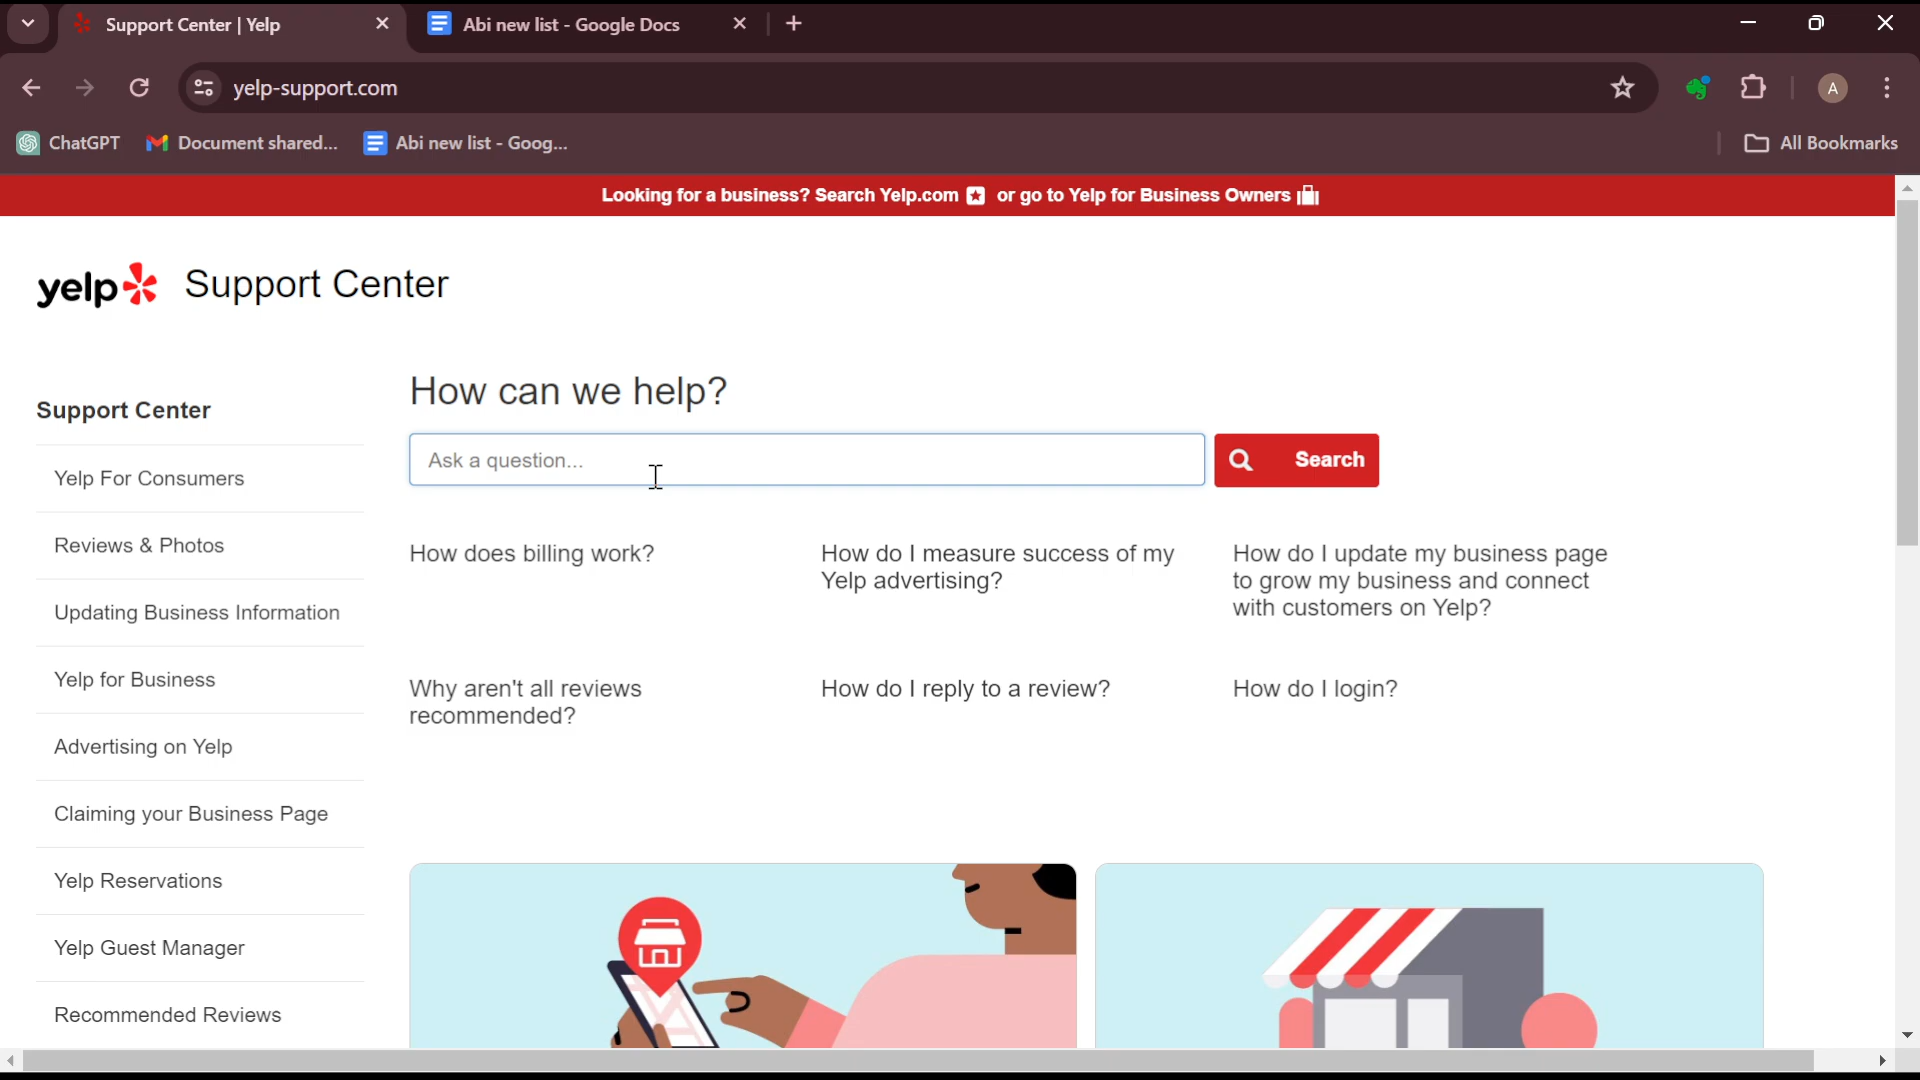 Support Center | Yelp
Abi new list - Google Docs
yelp-support.com
A
ChatGPT
Document shared...
Abi new list - Goog...
All Bookmarks
Looking for a business? Search Yelp.com or go to Yelp for Business Owners
yelp Support Center
How can we help?
Support Center
Ask a question...
Search
Yelp For Consumers
Reviews & Photos
Updating Business Information
Yelp for Business
Advertising on Yelp
Claiming your Business Page
Yelp Reservations
Yelp Guest Manager
Recommended Reviews
How does billing work?
How do I measure success of my
Yelp advertising?
How do I update my business page
to grow my business and connect
with customers on Yelp?
Why aren't all reviews
recommended?
How do I reply to a review?
How do I login?